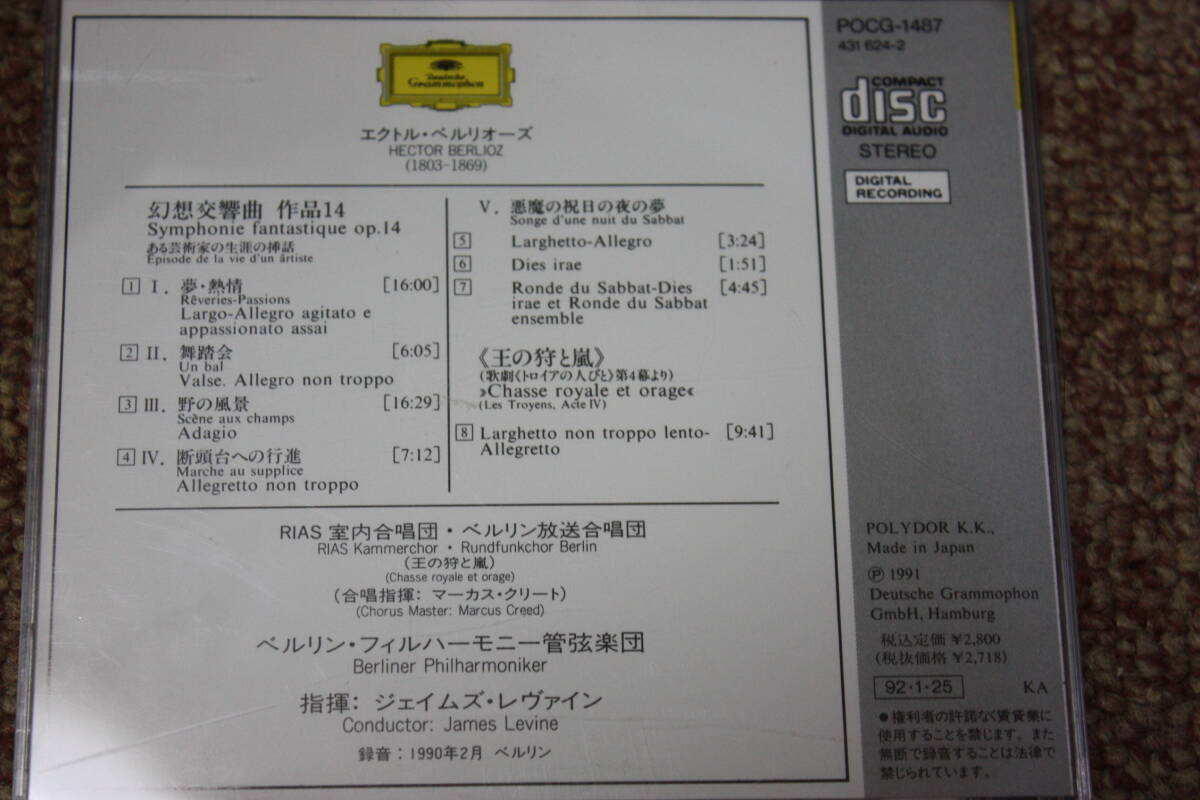 Deutsche
Grammophon
エクトル・ベルリオーズ
HECTOR BERLIOZ
(1803-1869)
幻想交響曲 作品14
Symphonie fantastique op.14
ある芸術家の生涯の挿話
Épisode de la vie d'un ârtiste
1 I. 夢・熱情 [16:00]
Rêveries-Passions
Largo-Allegro agitato e
appassionato assai
2 II. 舞踏会 [6:05]
Un bal
Valse. Allegro non troppo
3 III. 野の風景 [16:29]
Scène aux champs
Adagio
4 IV. 断頭台への行進 [7:12]
Marche au supplice
Allegretto non troppo
V. 悪魔の祝日の夜の夢
Songe d'une nuit du Sabbat
5 Larghetto-Allegro [3:24]
6 Dies irae [1:51]
7 Ronde du Sabbat-Dies [4:45]
irae et Ronde du Sabbat
ensemble
《王の狩と嵐》
(歌劇《トロイアの人びと》第4幕より)
»Chasse royale et orage«
(Les Troyens, Acte IV)
8 Larghetto non troppo lento- [9:41]
Allegretto
RIAS 室内合唱団・ベルリン放送合唱団
RIAS Kammerchor・Rundfunkchor Berlin
(王の狩と嵐)
(Chasse royale et orage)
(合唱指揮: マーカス・クリート)
(Chorus Master: Marcus Creed)
ベルリン・フィルハーモニー管弦楽団
Berliner Philharmoniker
指揮: ジェイムズ・レヴァイン
Conductor: James Levine
録音：1990年2月 ベルリン
POCG-1487
431 624-2
COMPACT
disc
DIGITAL AUDIO
STEREO
DIGITAL
RECORDING
POLYDOR K.K.,
Made in Japan
Ⓟ 1991
Deutsche Grammophon
GmbH, Hamburg
税込定価 ¥2,800
(税抜価格 ¥2,718)
92・1・25 KA
●権利者の許諾なく賃貸業に
使用することを禁じます。また
無断で録音することは法律で
禁じられています。